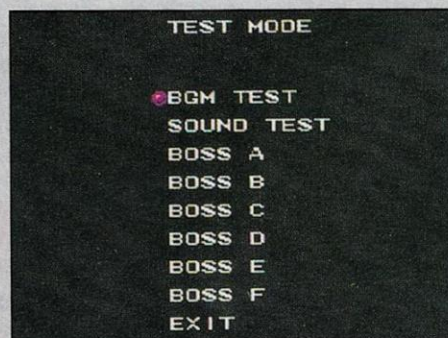 TEST MODE
BGM TEST
SOUND TEST
BOSS A
BOSS B
BOSS C
BOSS D
BOSS E
BOSS F
EXIT